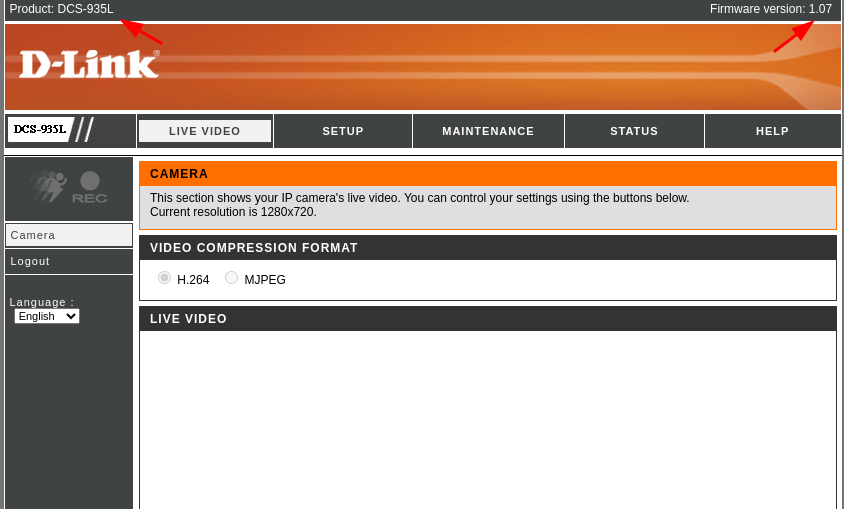 Product: DCS-935L
Firmware version: 1.07
D-Link®
DCS-935L
LIVE VIDEO
SETUP
MAINTENANCE
STATUS
HELP
REC
Camera
Logout
Language :
English
CAMERA
This section shows your IP camera's live video. You can control your settings using the buttons below.
Current resolution is 1280x720.
VIDEO COMPRESSION FORMAT
H.264
MJPEG
LIVE VIDEO